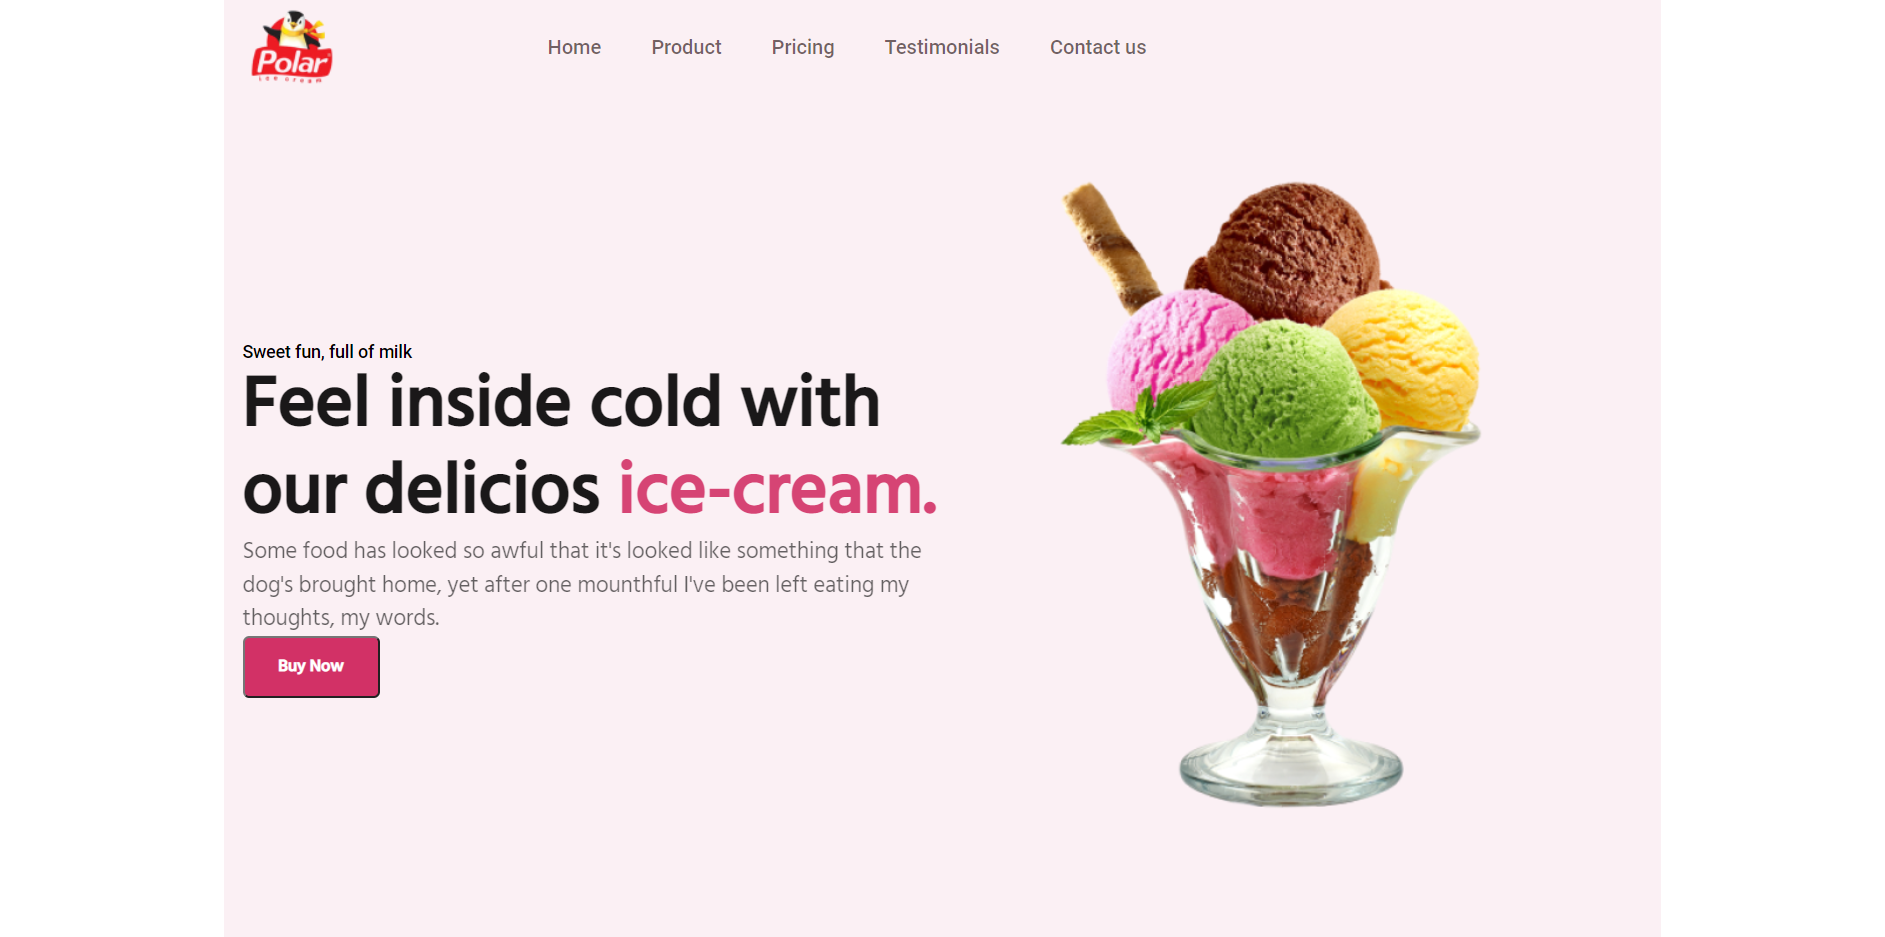 Polar
ice cream
Home Product Pricing Testimonials Contact us
Sweet fun, full of milk
Feel inside cold with
our delicios ice-cream.
Some food has looked so awful that it's looked like something that the
dog's brought home, yet after one mounthful I've been left eating my
thoughts, my words.
Buy Now